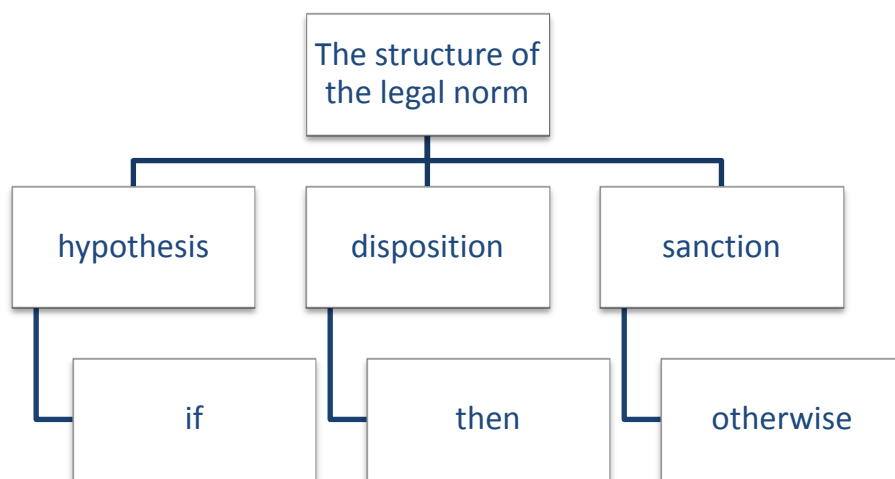 The structure of
the legal norm
hypothesis
disposition
sanction
if
then
otherwise